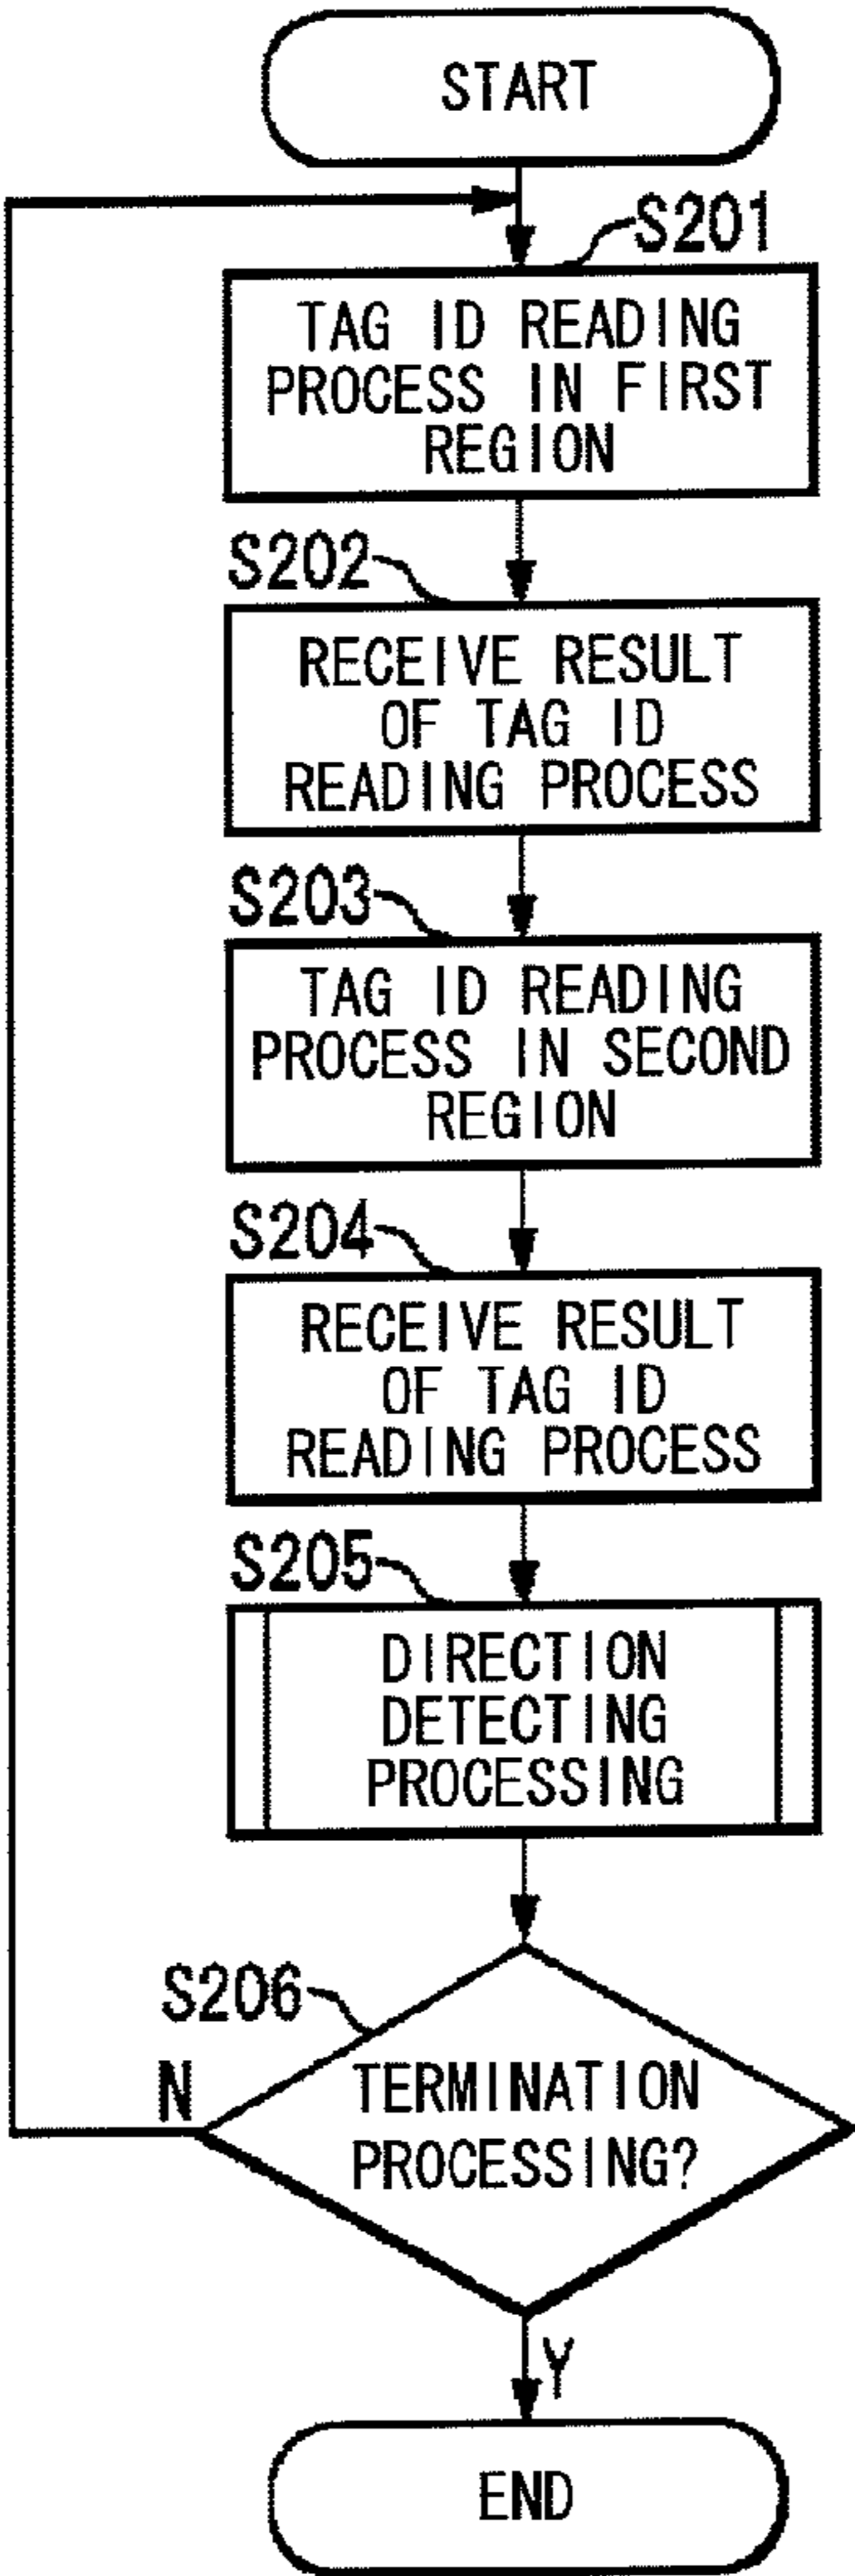 START
S201
TAG ID READING
PROCESS IN FIRST
REGION
S202
RECEIVE RESULT
OF TAG ID
READING PROCESS
S203
TAG ID READING
PROCESS IN SECOND
REGION
S204
RECEIVE RESULT
OF TAG ID
READING PROCESS
S205
DIRECTION
DETECTING
PROCESSING
S206
N
TERMINATION
PROCESSING?
Y
END